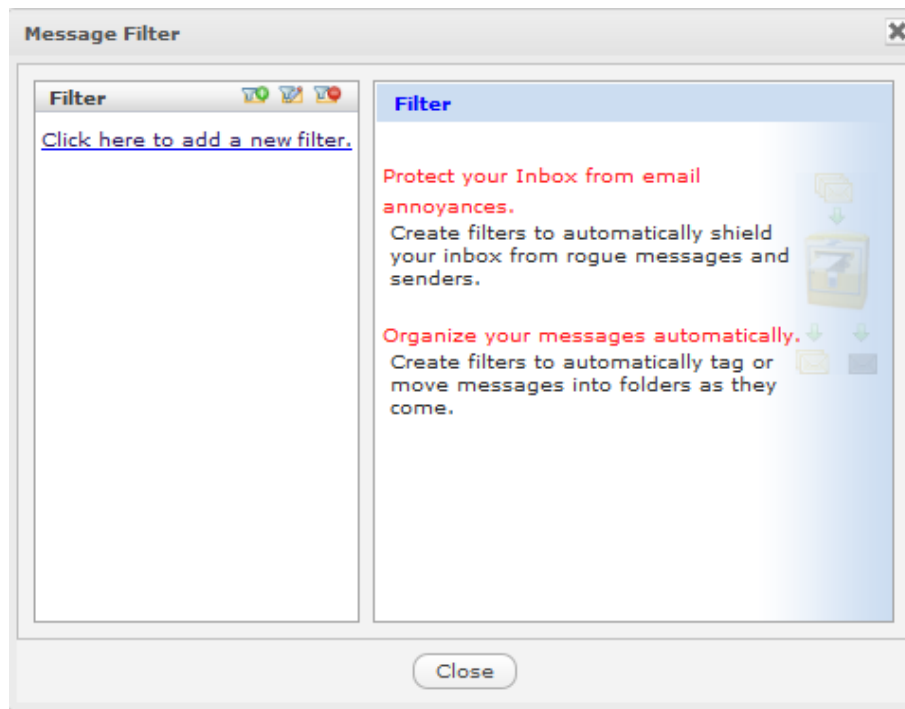 Message Filter
Filter
Click here to add a new filter.
Filter
Protect your Inbox from email
annoyances.
Create filters to automatically shield
your inbox from rogue messages and
senders.
Organize your messages automatically.
Create filters to automatically tag or
move messages into folders as they
come.
Close